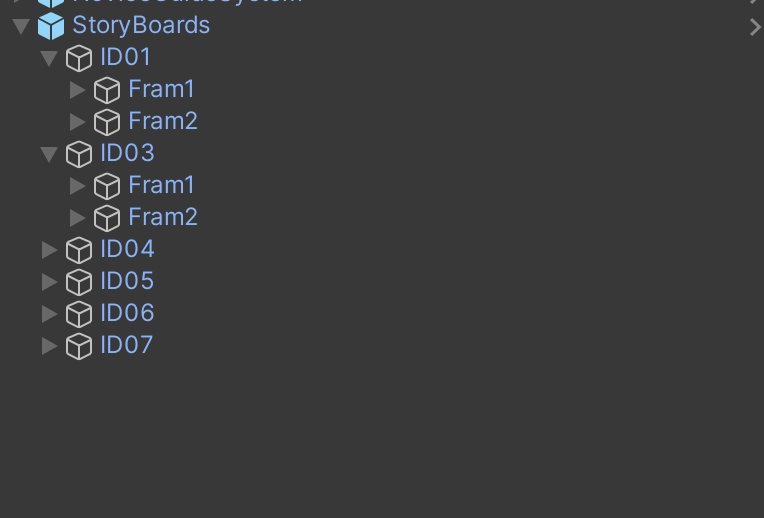 StoryBoards
ID01
Fram1
Fram2
ID03
Fram1
Fram2
ID04
ID05
ID06
ID07